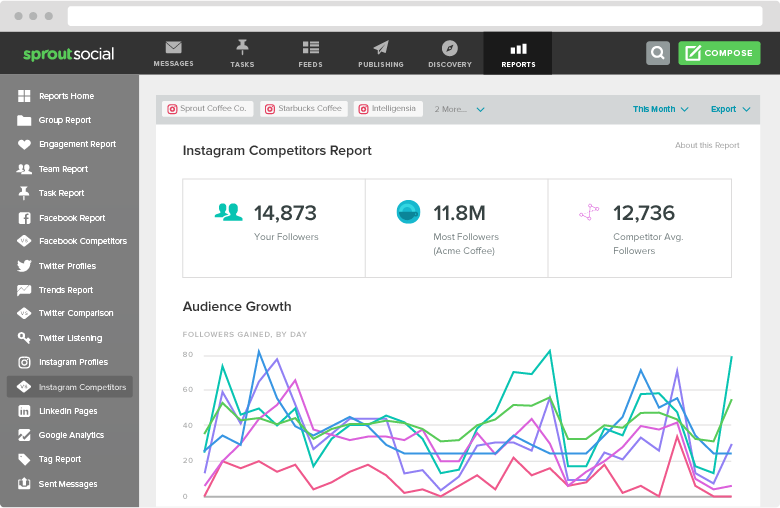 sproutsocial
MESSAGES
TASKS
FEEDS
PUBLISHING
DISCOVERY
REPORTS
COMPOSE
Reports Home
Group Report
Engagement Report
Team Report
Task Report
Facebook Report
VS Facebook Competitors
Twitter Profiles
Trends Report
VS Twitter Comparison
Twitter Listening
Instagram Profiles
VS Instagram Competitors
in LinkedIn Pages
Google Analytics
Tag Report
Sent Messages
Sprout Coffee Co.
Starbucks Coffee
Intelligensia
2 More...
This Month
Export
Instagram Competitors Report
About this Report
14,873
Your Followers
11.8M
Most Followers
(Acme Coffee)
12,736
Competitor Avg.
Followers
Audience Growth
FOLLOWERS GAINED, BY DAY
80
60
40
20
0